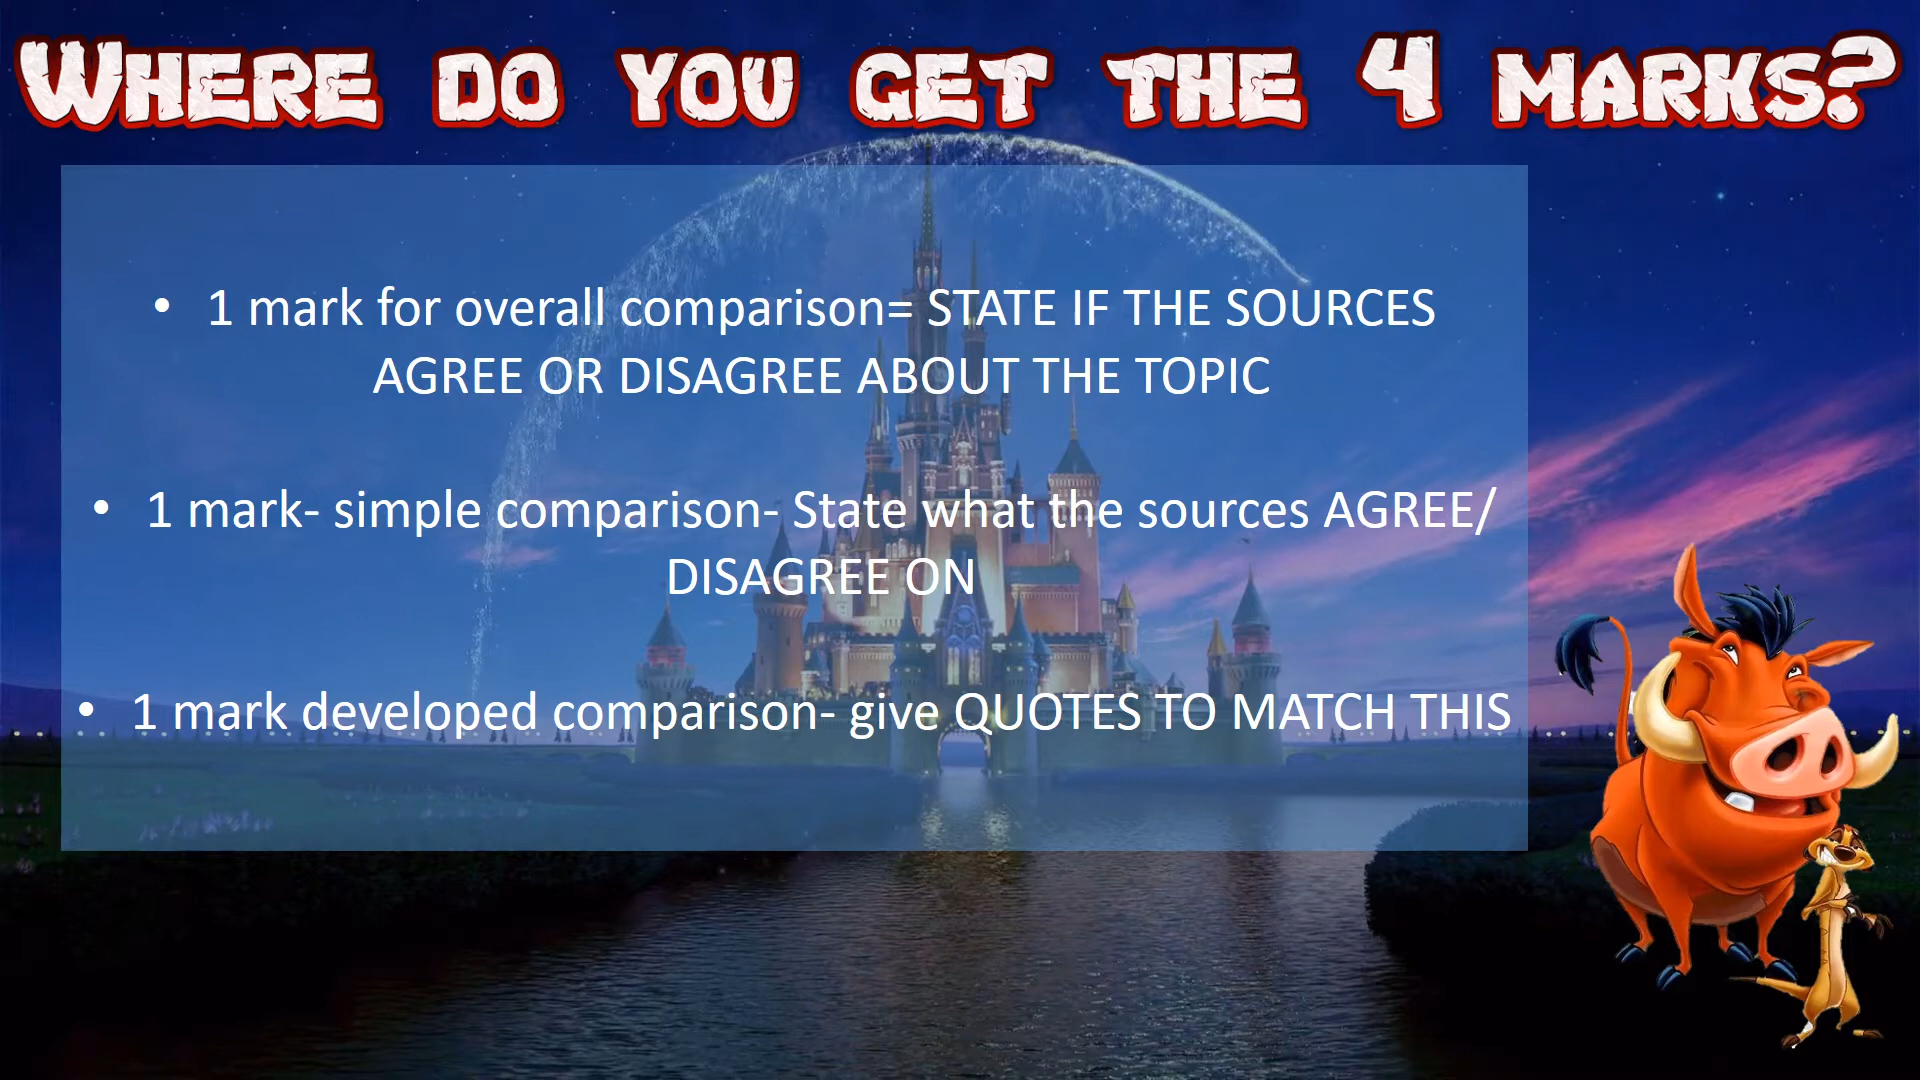 Where do you get the 4 marks?
• 1 mark for overall comparison= STATE IF THE SOURCES
AGREE OR DISAGREE ABOUT THE TOPIC
• 1 mark- simple comparison- State what the sources AGREE/
DISAGREE ON
• 1 mark developed comparison- give QUOTES TO MATCH THIS